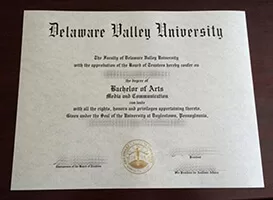 Delaware Valley University
The Faculty of Delaware Valley University
with the approbation of the Board of Trustees hereby confer on
the degree of
Bachelor of Arts
Media and Communication
with all the rights, honors and privileges appertaining thereto.
Given under the Seal of the University at Doylestown, Pennsylvania,
President